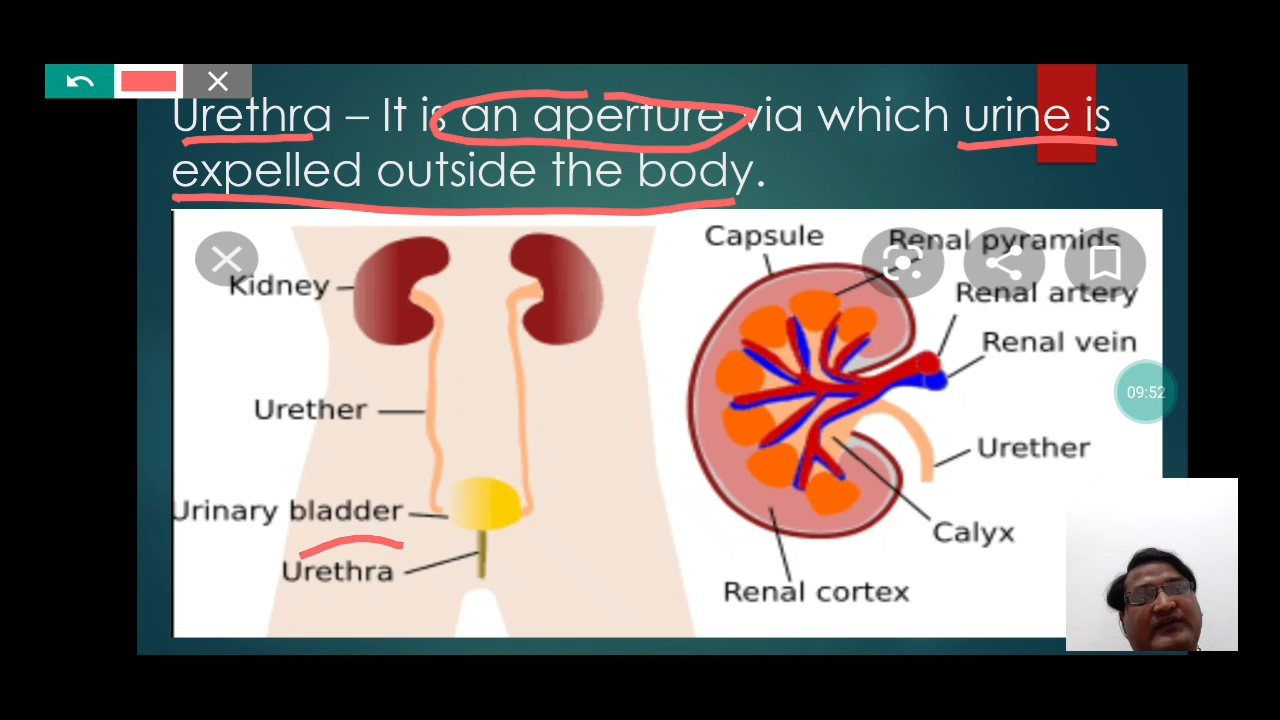 Urethra – It is an aperture via which urine is
expelled outside the body.
Capsule
Renal pyramids
Kidney
Renal artery
Renal vein
09:52
Urether
Urether
Urinary bladder
Calyx
Urethra
Renal cortex